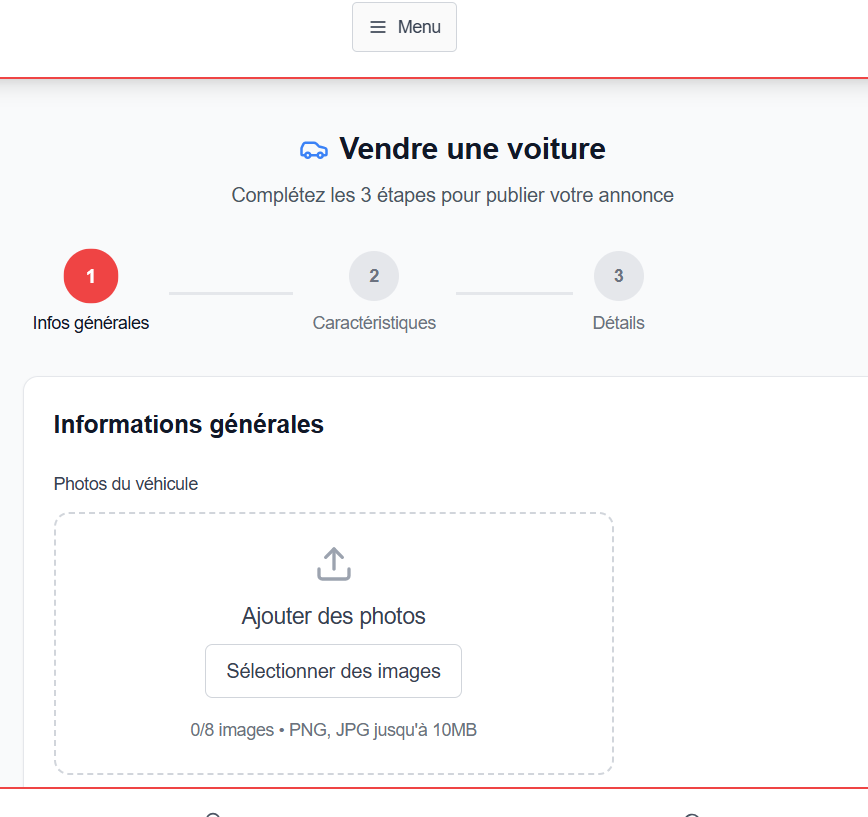 Menu
Vendre une voiture
Complétez les 3 étapes pour publier votre annonce
1
2
3
Infos générales
Caractéristiques
Détails
Informations générales
Photos du véhicule
Ajouter des photos
Sélectionner des images
0/8 images • PNG, JPG jusqu'à 10MB